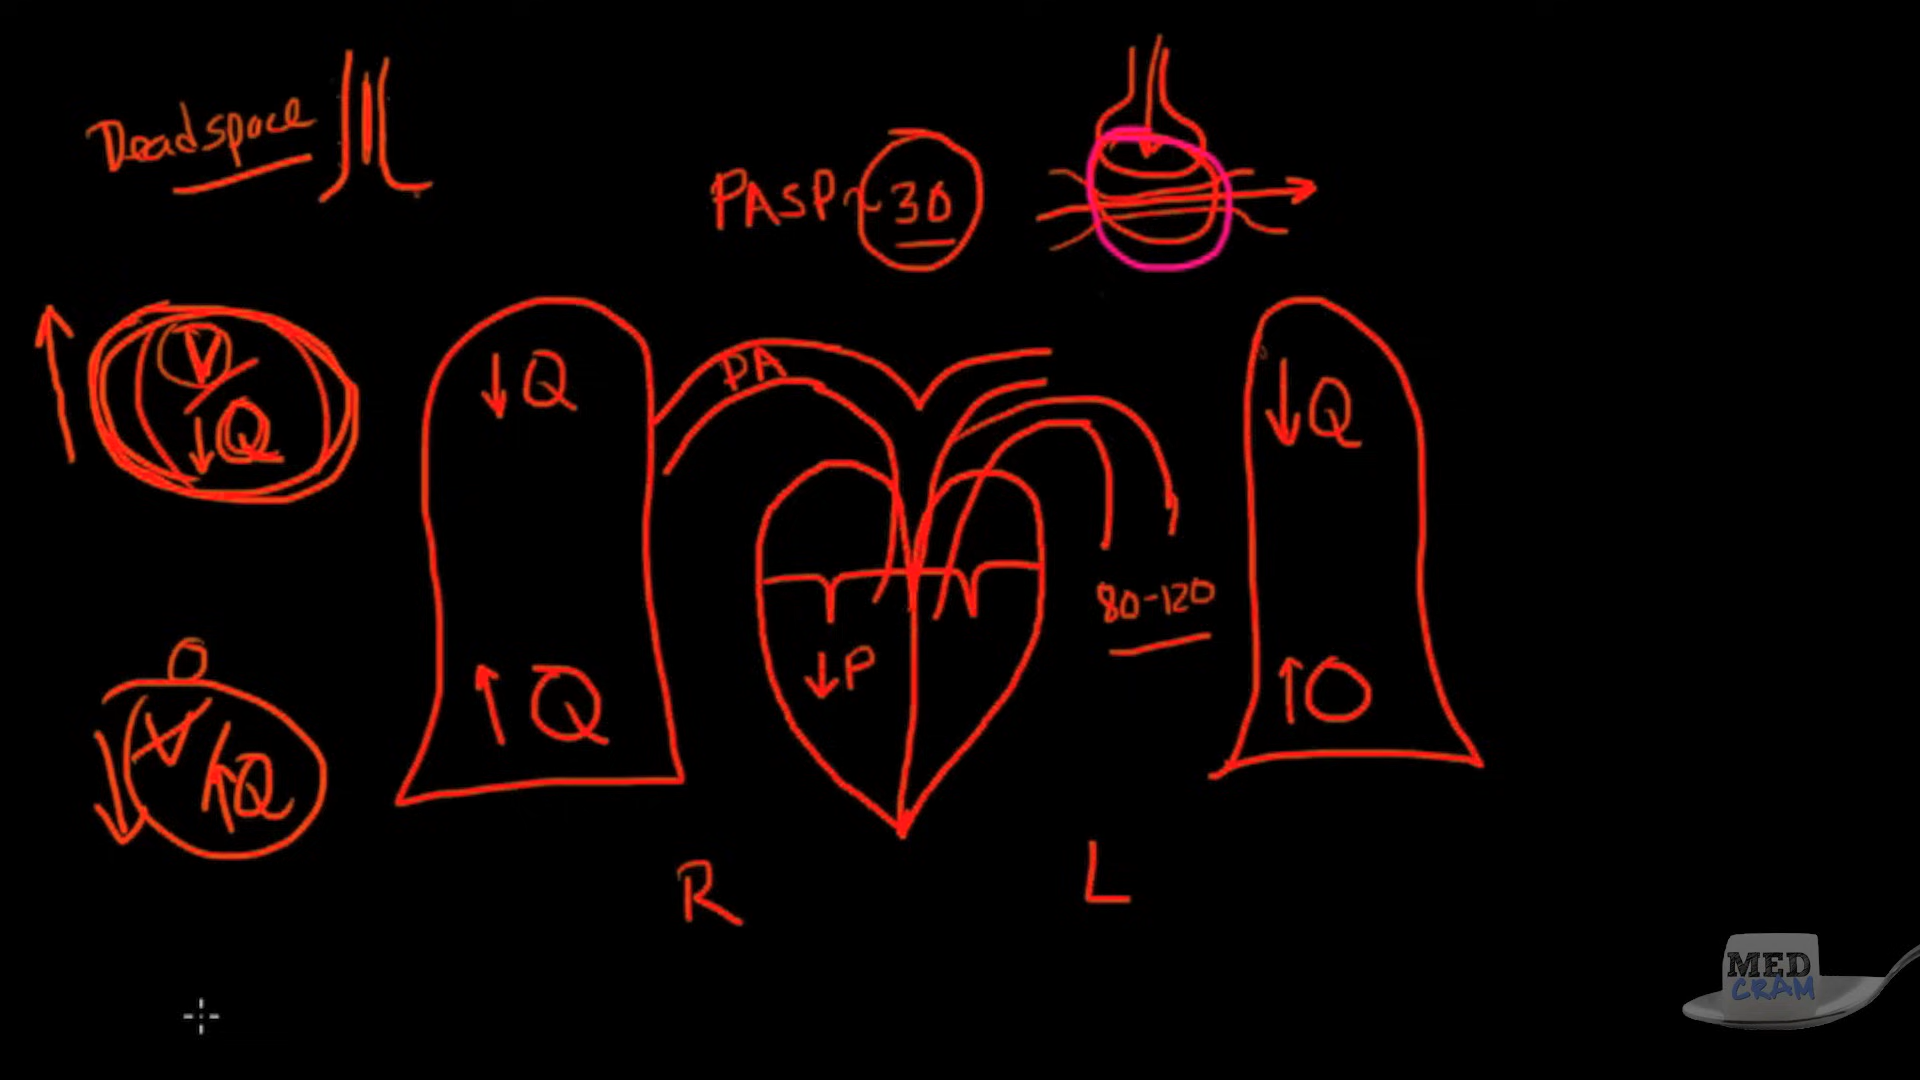 Deadspace
PASP~30
V/↓Q
↓Q
PA
↓Q
80-120
↓P
↑Q
↑O
O
V/↑Q
R
L
MED
CRAM